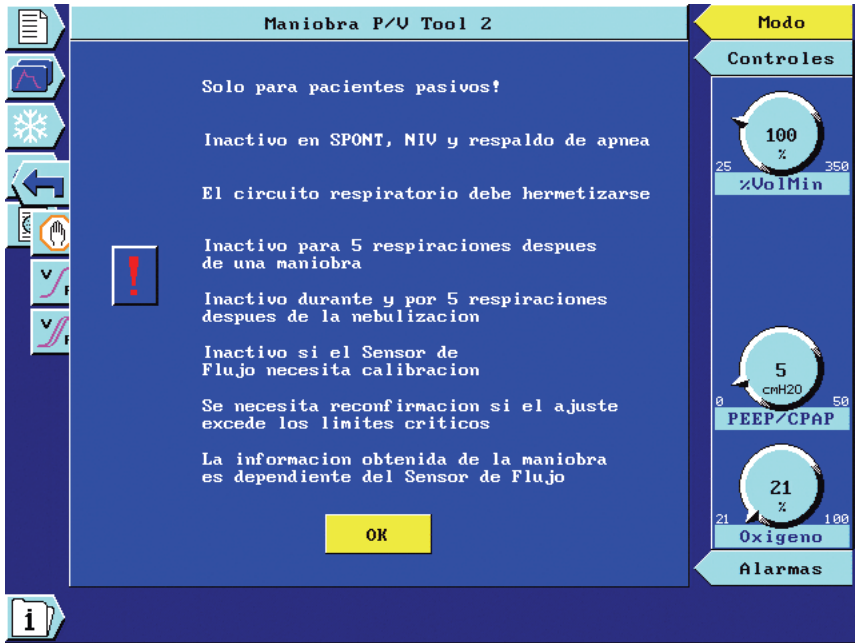 Maniobra P/V Tool 2
Solo para pacientes pasivos!
Inactivo en SPONT, NIV y respaldo de apnea
El circuito respiratorio debe hermetizarse
Inactivo para 5 respiraciones despues
de una maniobra
Inactivo durante y por 5 respiraciones
despues de la nebulizacion
Inactivo si el Sensor de
Flujo necesita calibracion
Se necesita reconfirmacion si el ajuste
excede los limites criticos
La informacion obtenida de la maniobra
es dependiente del Sensor de Flujo
OK
!
V
V
i
Modo
Controles
100
%
25 350
%VolMin
5
cmH2O
0 50
PEEP/CPAP
21
%
21 100
Oxigeno
Alarmas